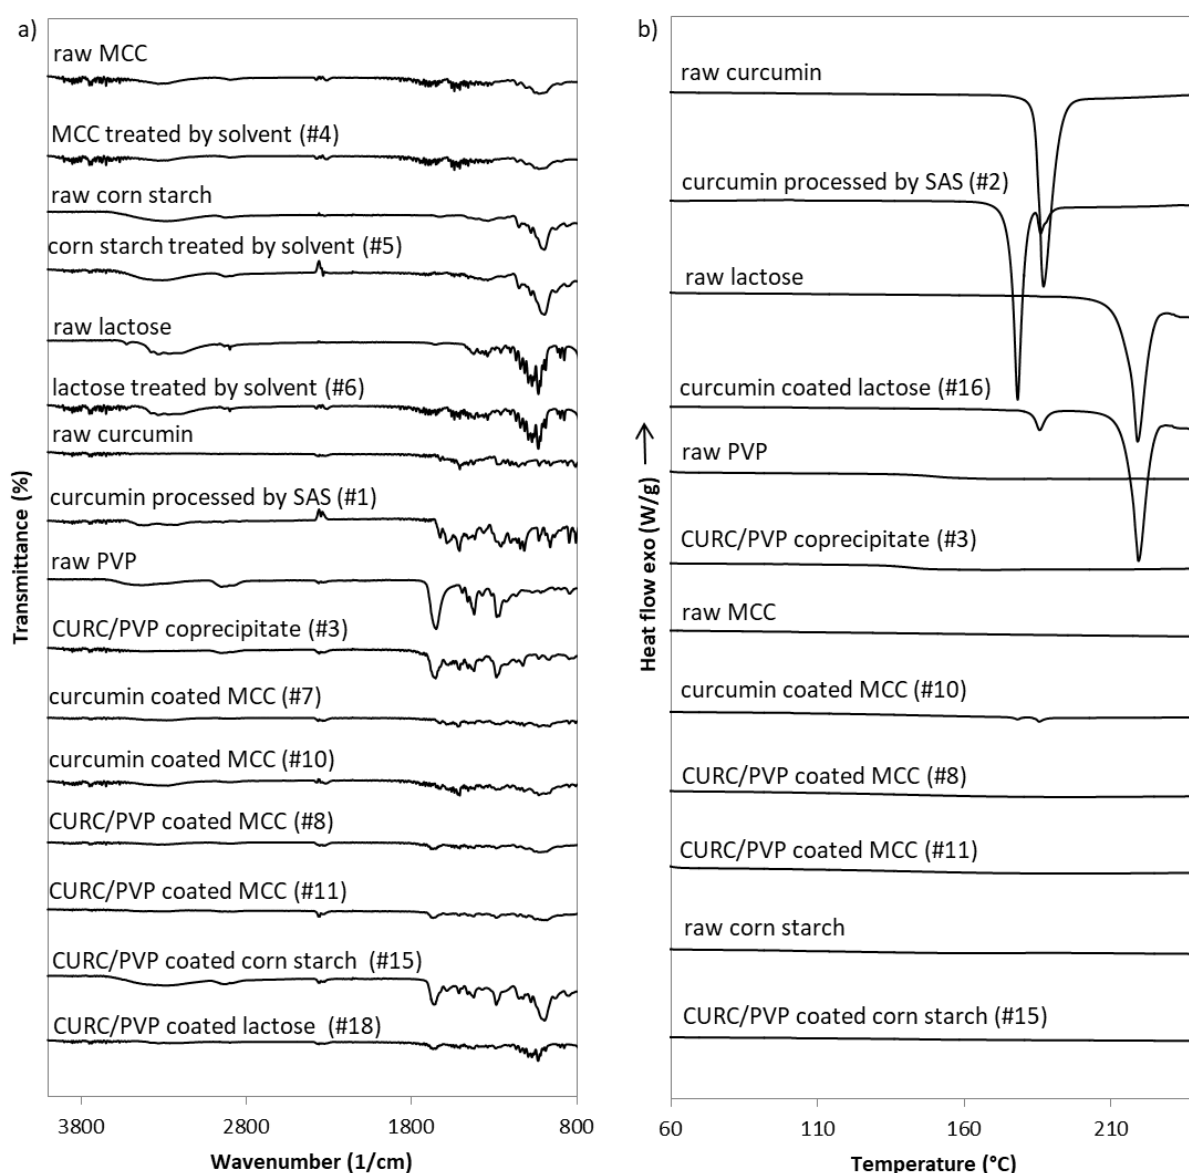 a)
raw MCC
MCC treated by solvent (#4)
raw corn starch
corn starch treated by solvent (#5)
raw lactose
lactose treated by solvent (#6)
raw curcumin
curcumin processed by SAS (#1)
raw PVP
CURC/PVP coprecipitate (#3)
curcumin coated MCC (#7)
curcumin coated MCC (#10)
CURC/PVP coated MCC (#8)
CURC/PVP coated MCC (#11)
CURC/PVP coated corn starch (#15)
CURC/PVP coated lactose (#18)
Transmittance (%)
3800 2800 1800 800
Wavenumber (1/cm)
b)
raw curcumin
curcumin processed by SAS (#2)
raw lactose
curcumin coated lactose (#16)
raw PVP
CURC/PVP coprecipitate (#3)
raw MCC
curcumin coated MCC (#10)
CURC/PVP coated MCC (#8)
CURC/PVP coated MCC (#11)
raw corn starch
CURC/PVP coated corn starch (#15)
Heat flow exo (W/g) ⟶
60 110 160 210
Temperature (°C)